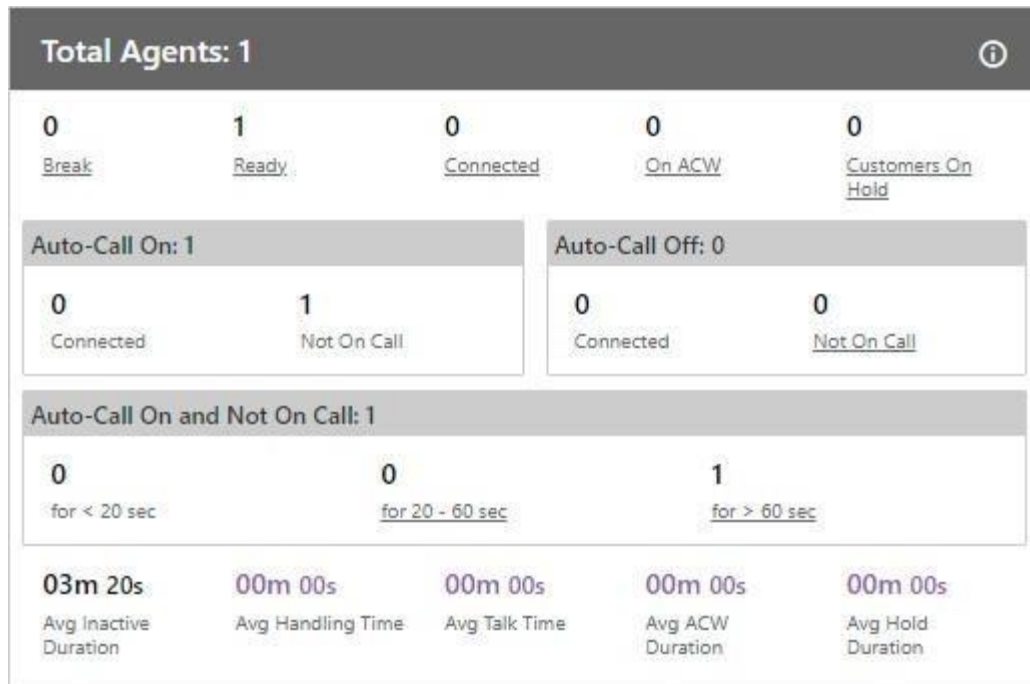 Total Agents: 1
0 1 0 0 0
Break Ready Connected On ACW Customers On
Hold
Auto-Call On: 1 Auto-Call Off: 0
0 1 0 0
Connected Not On Call Connected Not On Call
Auto-Call On and Not On Call: 1
0 0 1
for < 20 sec for 20 - 60 sec for > 60 sec
03m 20s 00m 00s 00m 00s 00m 00s 00m 00s
Avg Inactive Avg Handling Time Avg Talk Time Avg ACW Avg Hold
Duration Duration Duration